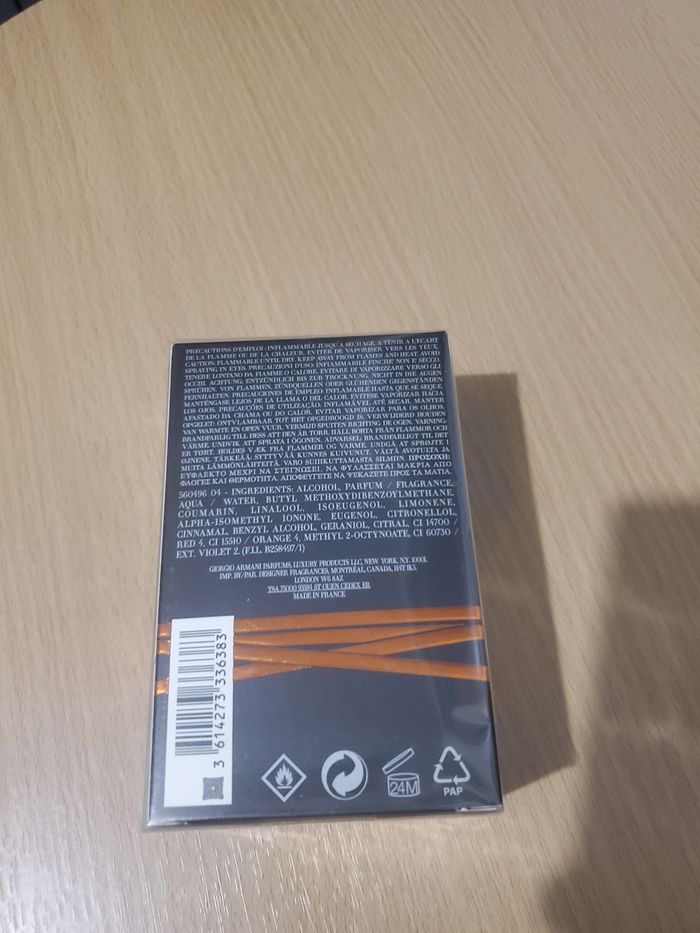 PRECAUTIONS D'EMPLOI: INFLAMMABLE JUSQU'A SECHAGE. A TENIR A L'ECART
DE LA FLAMME OU DE LA CHALEUR. EVITER DE VAPORISER VERS LES YEUX.
CAUTION: FLAMMABLE UNTIL DRY. KEEP AWAY FROM FLAMES AND HEAT. AVOID
SPRAYING IN EYES. PRECAUZIONI D'USO: INFIAMMABILE FINCHE NON E SECCO
TENERE LONTANO DA FIAMME O CALORI. EVITARE DI VAPORIZZARE VERSO GLI
OCCHI. ACHTUNG: ENTZÜNDLICH BIS ZUR TROCKNUNG. NICHT IN DIE AUGEN
SPRÜHEN. VON FLAMMEN, ZÜNDQUELLEN ODER GLÜHENDEN GEGENSTÄNDEN
FERNHALTEN. PRECAUCIONES DE EMPLEO: INFLAMABLE HASTA QUE SE SEQUE.
MANTÉNGASE LEJOS DE LA LLAMA O DEL CALOR. EVITESE VAPORIZAR HACIA
LOS OJOS. PRECAUÇÕES DE UTILIZAÇÃO: INFLAMÁVEL ATÉ SECAR. MANTER
AFASTADO DA CHAMA OU DO CALOR. EVITAR VAPORIZAR PARA OS OLHOS.
OPGELET: ONTVLAMBAAR TOT HET OPGEDROOGD IS. VERWIJDERD HOUDEN
VAN WARMTE EN OPEN VUUR. VERMIJD SPUITEN RICHTING DE OGEN. VARNING:
BRANDFARLIG TILL DESS ATT DEN ÄR TORR. HÅLL BORTA FRÅN FLAMMOR OCH
VÄRME. UNDVIK ATT SPRAYA I ÖGONEN. ADVARSEL: BRANDFARLIGT TIL DET
ER TØRT. HOLDES VÆK FRA FLAMMER OG VARME. UNDGÅ AT SPRØJTE I
ØJNENE. TÄRKEÄÄ: SYTTYVÄÄ KUNNES KUIVUNUT. VÄLTÄ AVOTULTA JA
MUITA LÄMMÖNLÄHTEITÄ. VARO SUIHKUTTAMASTA SILMIIN. ΠΡΟΣΟΧΗ:
ΕΥΦΛΕΚΤΟ ΜΕΧΡΙ ΝΑ ΣΤΕΓΝΩΣΕΙ. ΝΑ ΦΥΛΑΣΣΕΤΑΙ ΜΑΚΡΙΑ ΑΠΟ
ΦΛΟΓΕΣ ΚΑΙ ΘΕΡΜΟΤΗΤΑ. ΑΠΟΦΕΥΓΕΤΕ ΝΑ ΨΕΚΑΖΕΤΕ ΠΡΟΣ ΤΑ ΜΑΤΙΑ.
560496 04 - INGREDIENTS: ALCOHOL, PARFUM / FRAGRANCE,
AQUA / WATER, BUTYL METHOXYDIBENZOYLMETHANE,
COUMARIN, LINALOOL, ISOEUGENOL, LIMONENE,
ALPHA-ISOMETHYL IONONE, EUGENOL, CITRONELLOL,
CINNAMAL, BENZYL ALCOHOL, GERANIOL, CITRAL, CI 14700 /
RED 4, CI 15510 / ORANGE 4, METHYL 2-OCTYNOATE, CI 60730 /
EXT. VIOLET 2. (F.I.L. B258497/1)
GIORGIO ARMANI PARFUMS, LUXURY PRODUCTS LLC, NEW YORK, N.Y. 10001.
IMP. BY/PAR. DESIGNER FRAGRANCES, MONTRÉAL, CANADA, H4T 1K5.
LONDON W6 8AZ
TSA 75000 93584 ST OUEN CEDEX FR
MADE IN FRANCE
3 614273 336383
24M
PAP